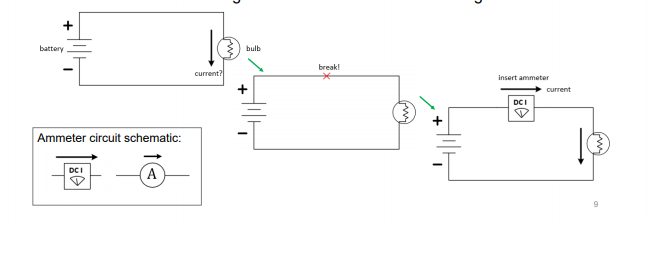 +
battery
−
current?
bulb
break!
+
−
insert ammeter
current
DC I
+
−
Ammeter circuit schematic:
DC I
A
9